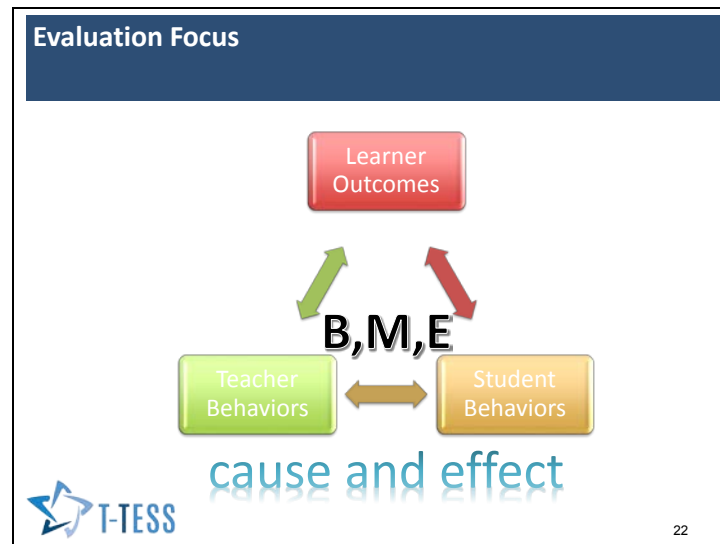 Evaluation Focus
Learner
Outcomes
B,M,E
Teacher
Behaviors
Student
Behaviors
cause and effect
T-TESS
22